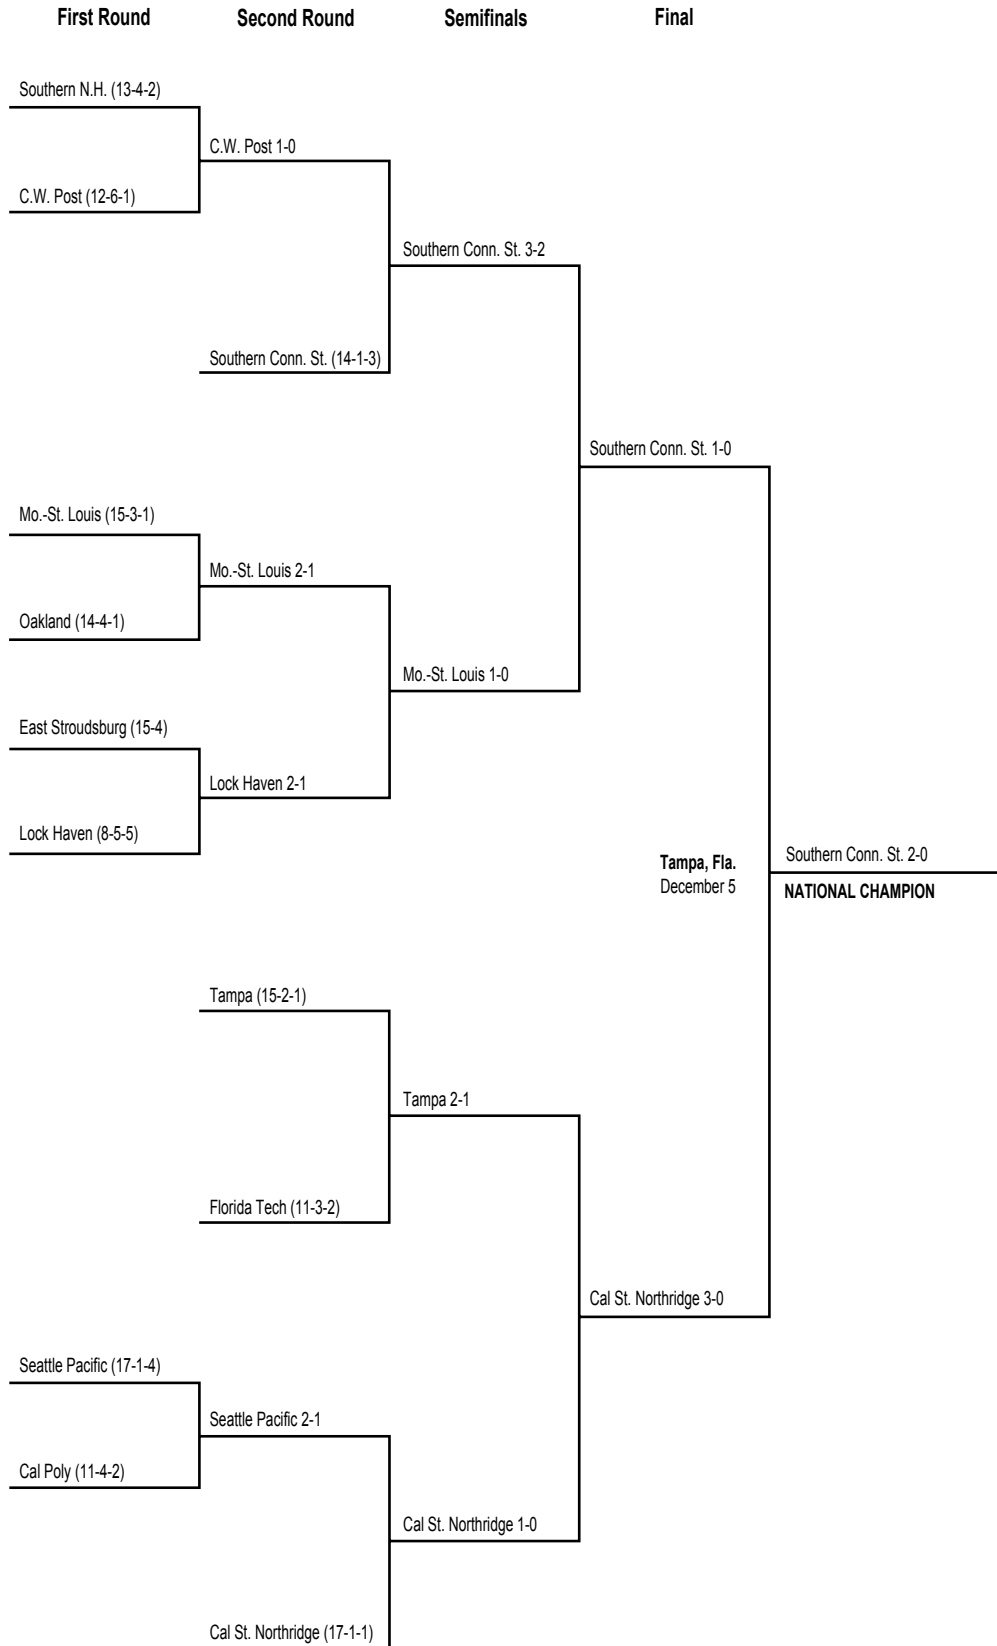 First Round
Second Round
Semifinals
Final
Southern N.H. (13-4-2)
C.W. Post 1-0
C.W. Post (12-6-1)
Southern Conn. St. 3-2
Southern Conn. St. (14-1-3)
Southern Conn. St. 1-0
Mo.-St. Louis (15-3-1)
Mo.-St. Louis 2-1
Oakland (14-4-1)
Mo.-St. Louis 1-0
East Stroudsburg (15-4)
Lock Haven 2-1
Lock Haven (8-5-5)
Tampa, Fla.
December 5
Southern Conn. St. 2-0
NATIONAL CHAMPION
Tampa (15-2-1)
Tampa 2-1
Florida Tech (11-3-2)
Cal St. Northridge 3-0
Seattle Pacific (17-1-4)
Seattle Pacific 2-1
Cal Poly (11-4-2)
Cal St. Northridge 1-0
Cal St. Northridge (17-1-1)